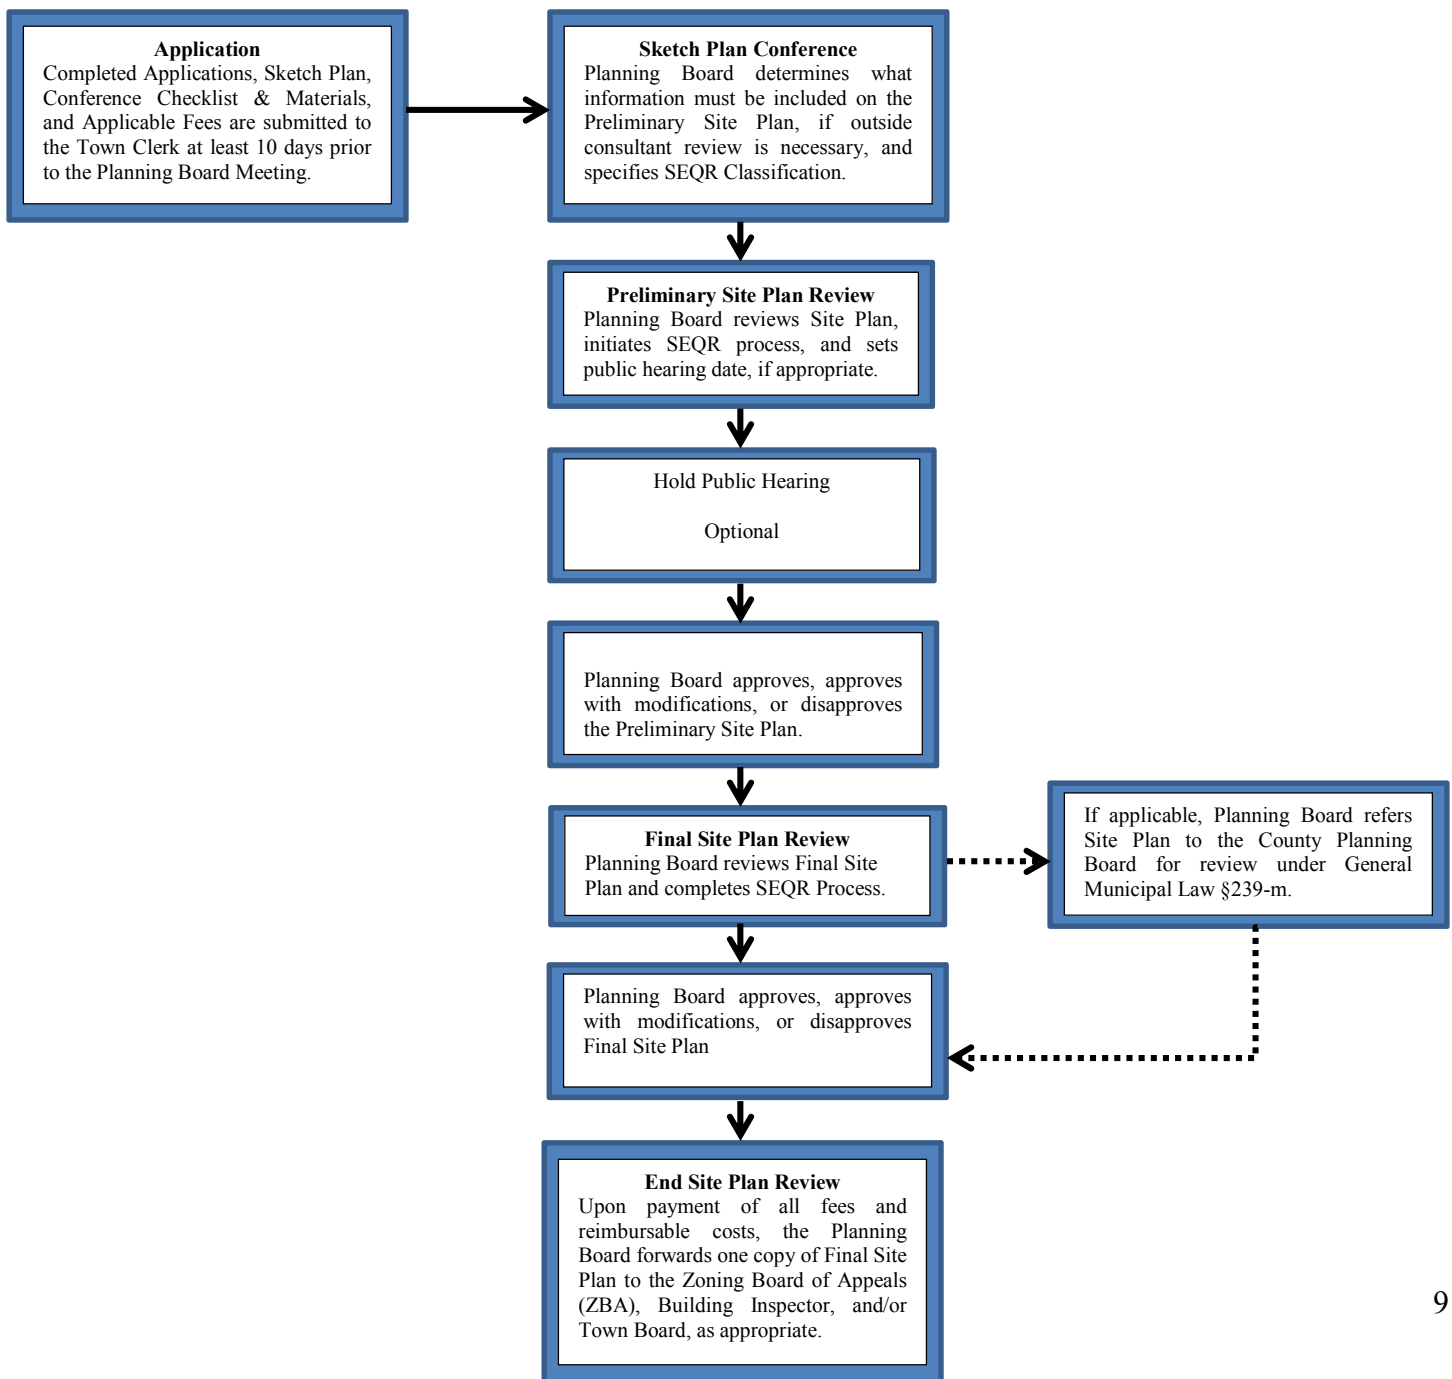 Application
Completed Applications, Sketch Plan,
Conference Checklist & Materials,
and Applicable Fees are submitted to
the Town Clerk at least 10 days prior
to the Planning Board Meeting.
Sketch Plan Conference
Planning Board determines what
information must be included on the
Preliminary Site Plan, if outside
consultant review is necessary, and
specifies SEQR Classification.
Preliminary Site Plan Review
Planning Board reviews Site Plan,
initiates SEQR process, and sets
public hearing date, if appropriate.
Hold Public Hearing
Optional
Planning Board approves, approves
with modifications, or disapproves
the Preliminary Site Plan.
Final Site Plan Review
Planning Board reviews Final Site
Plan and completes SEQR Process.
If applicable, Planning Board refers
Site Plan to the County Planning
Board for review under General
Municipal Law §239-m.
Planning Board approves, approves
with modifications, or disapproves
Final Site Plan
End Site Plan Review
Upon payment of all fees and
reimbursable costs, the Planning
Board forwards one copy of Final Site
Plan to the Zoning Board of Appeals
(ZBA), Building Inspector, and/or
Town Board, as appropriate.
9